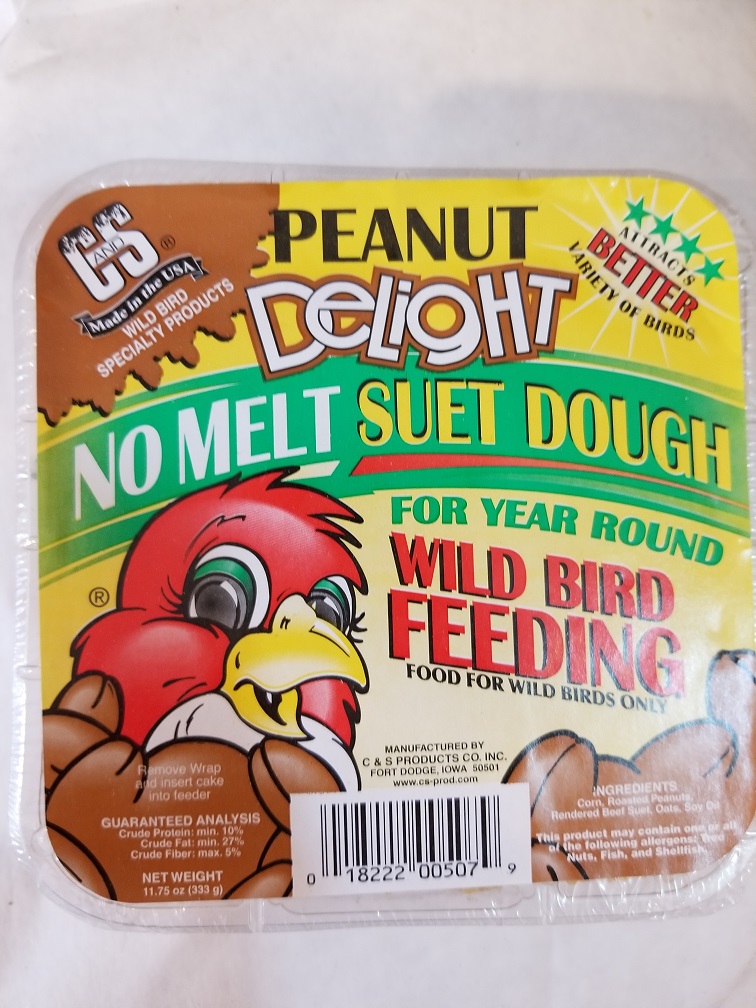 C AND S ®
Made in the USA
WILD BIRD
SPECIALTY PRODUCTS
PEANUT
DELIGHT
ATTRACTS
BETTER
VARIETY OF BIRDS
NO MELT SUET DOUGH
FOR YEAR ROUND
WILD BIRD
FEEDING
FOOD FOR WILD BIRDS ONLY
®
MANUFACTURED BY
C & S PRODUCTS CO. INC.
FORT DODGE, IOWA 50501
www.cs-prod.com
Remove Wrap
and insert cake
into feeder
GUARANTEED ANALYSIS
Crude Protein: min. 10%
Crude Fat: min. 27%
Crude Fiber: max. 5%
NET WEIGHT
11.75 oz (333 g)
0 18222 00507 9
INGREDIENTS
Corn, Roasted Peanuts,
Rendered Beef Suet, Oats, Soy Oil
This product may contain one or all
of the following allergens: Tree
Nuts, Fish, and Shellfish.